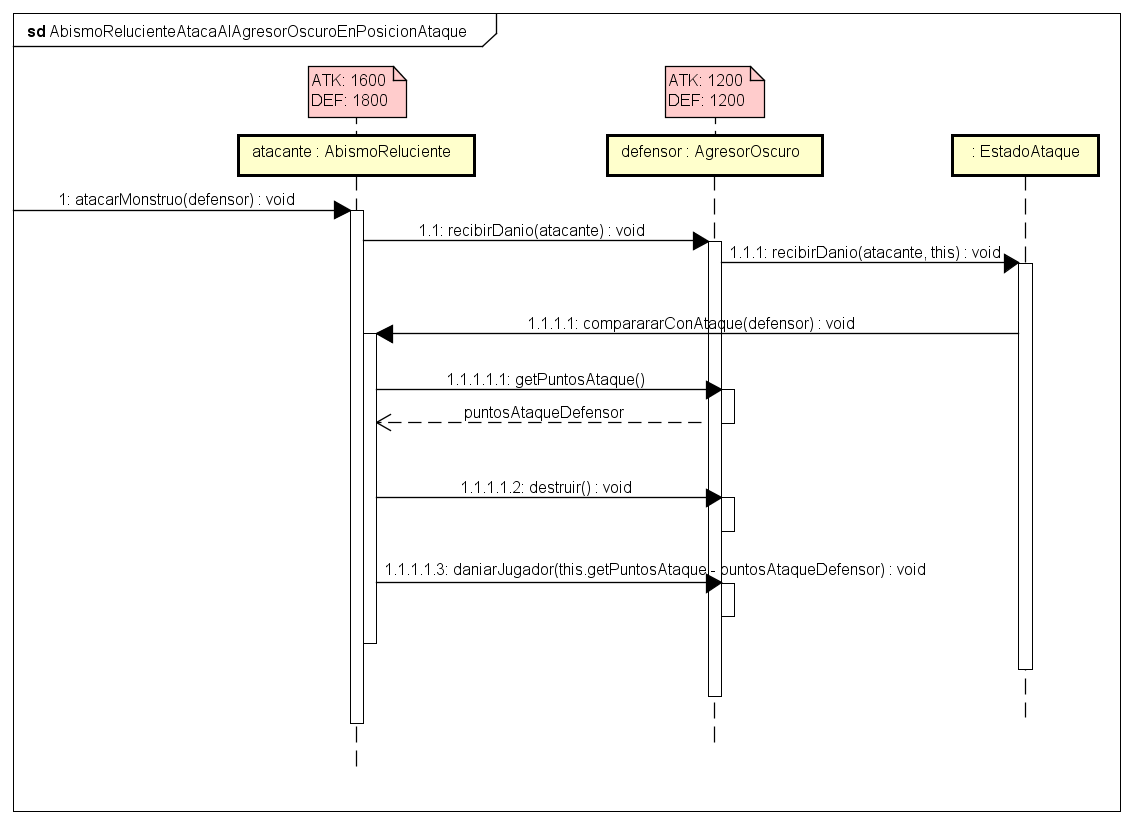 sd AbismoRelucienteAtacaAlAgresorOscuroEnPosicionAtaque
ATK: 1600
DEF: 1800
ATK: 1200
DEF: 1200
atacante : AbismoReluciente
defensor : AgresorOscuro
: EstadoAtaque
1: atacarMonstruo(defensor) : void
1.1: recibirDanio(atacante) : void
1.1.1: recibirDanio(atacante, this) : void
1.1.1.1: compararar​ConAtaque(defensor) : void
1.1.1.1.1: getPuntosAtaque()
puntosAtaqueDefensor
1.1.1.1.2: destruir() : void
1.1.1.1.3: daniarJugador(this.getPuntosAtaque - puntosAtaqueDefensor) : void